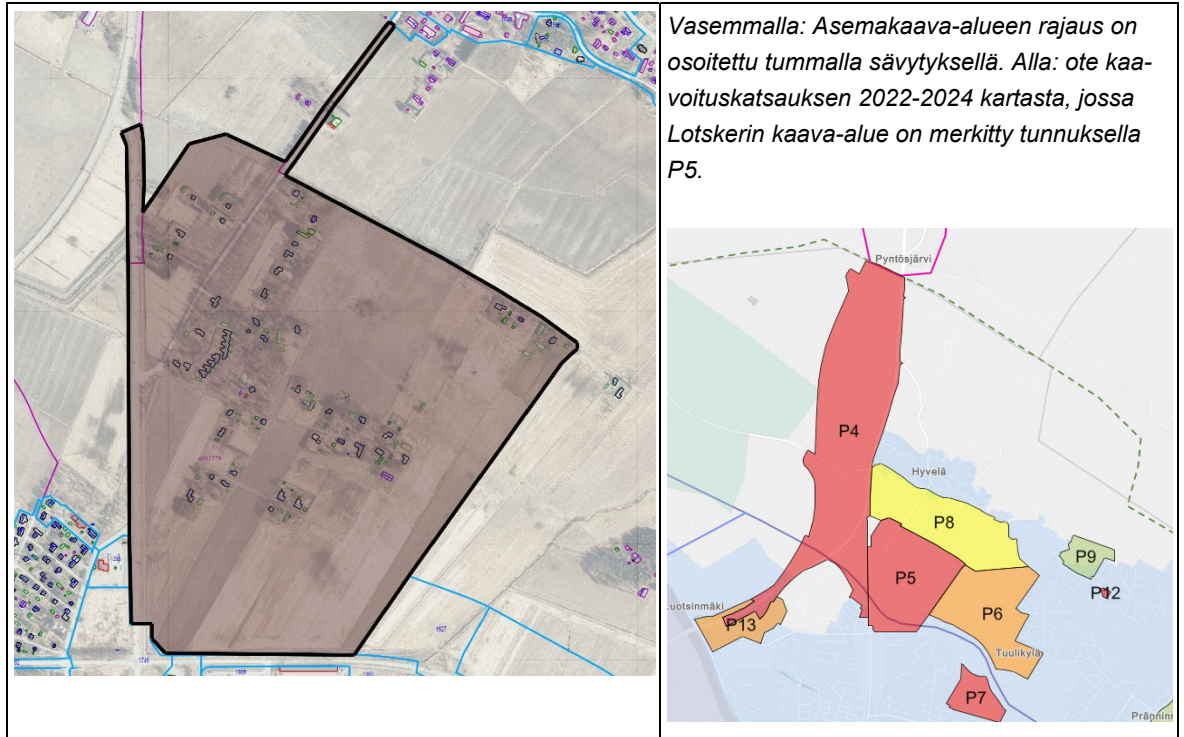 Vasemmalla: Asemakaava-alueen rajaus on
osoitettu tummalla sävytyksellä. Alla: ote kaa-
voituskatsauksen 2022-2024 kartasta, jossa
Lotskerin kaava-alue on merkitty tunnuksella
P5.
Pyntösjärvi
P4
Hyvelä
P8
P9
P5
P12
P6
Luotsinmäki
P13
Tuulikylä
P7